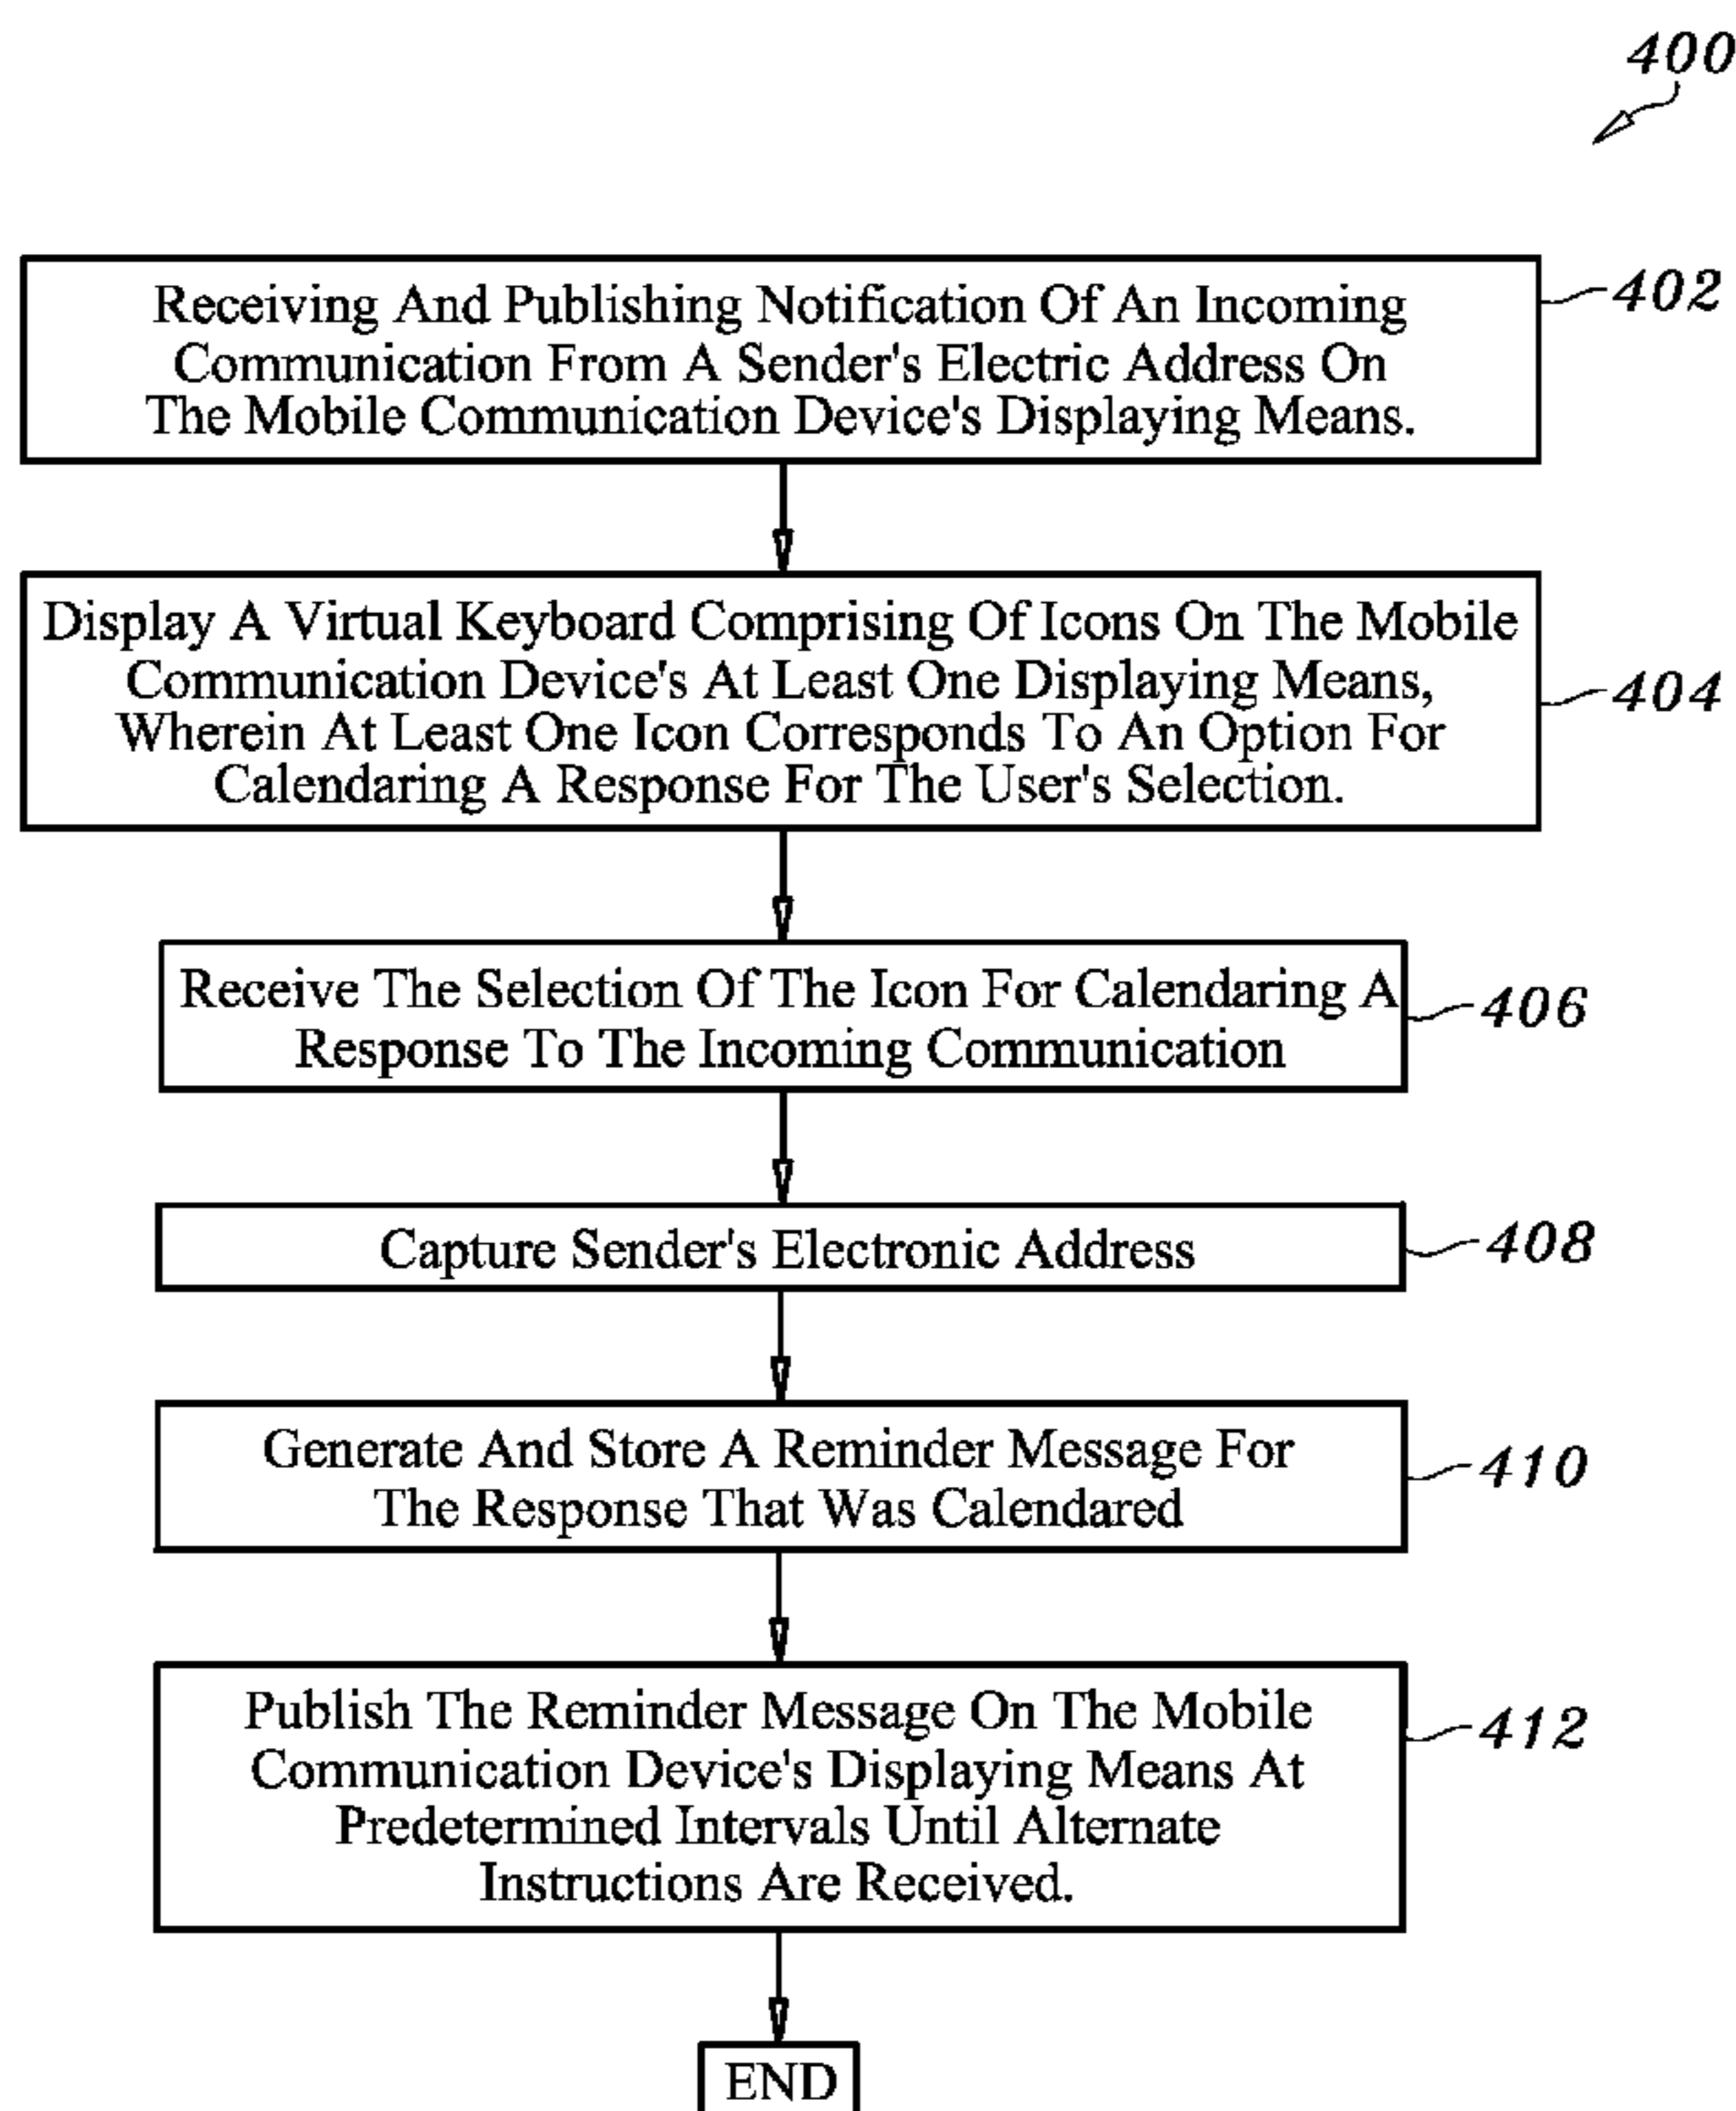 400
Receiving And Publishing Notification Of An Incoming
Communication From A Sender's Electric Address On
The Mobile Communication Device's Displaying Means.
402
Display A Virtual Keyboard Comprising Of Icons On The Mobile
Communication Device's At Least One Displaying Means,
Wherein At Least One Icon Corresponds To An Option For
Calendaring A Response For The User's Selection.
404
Receive The Selection Of The Icon For Calendaring A
Response To The Incoming Communication
406
Capture Sender's Electronic Address
408
Generate And Store A Reminder Message For
The Response That Was Calendared
410
Publish The Reminder Message On The Mobile
Communication Device's Displaying Means At
Predetermined Intervals Until Alternate
Instructions Are Received.
412
END